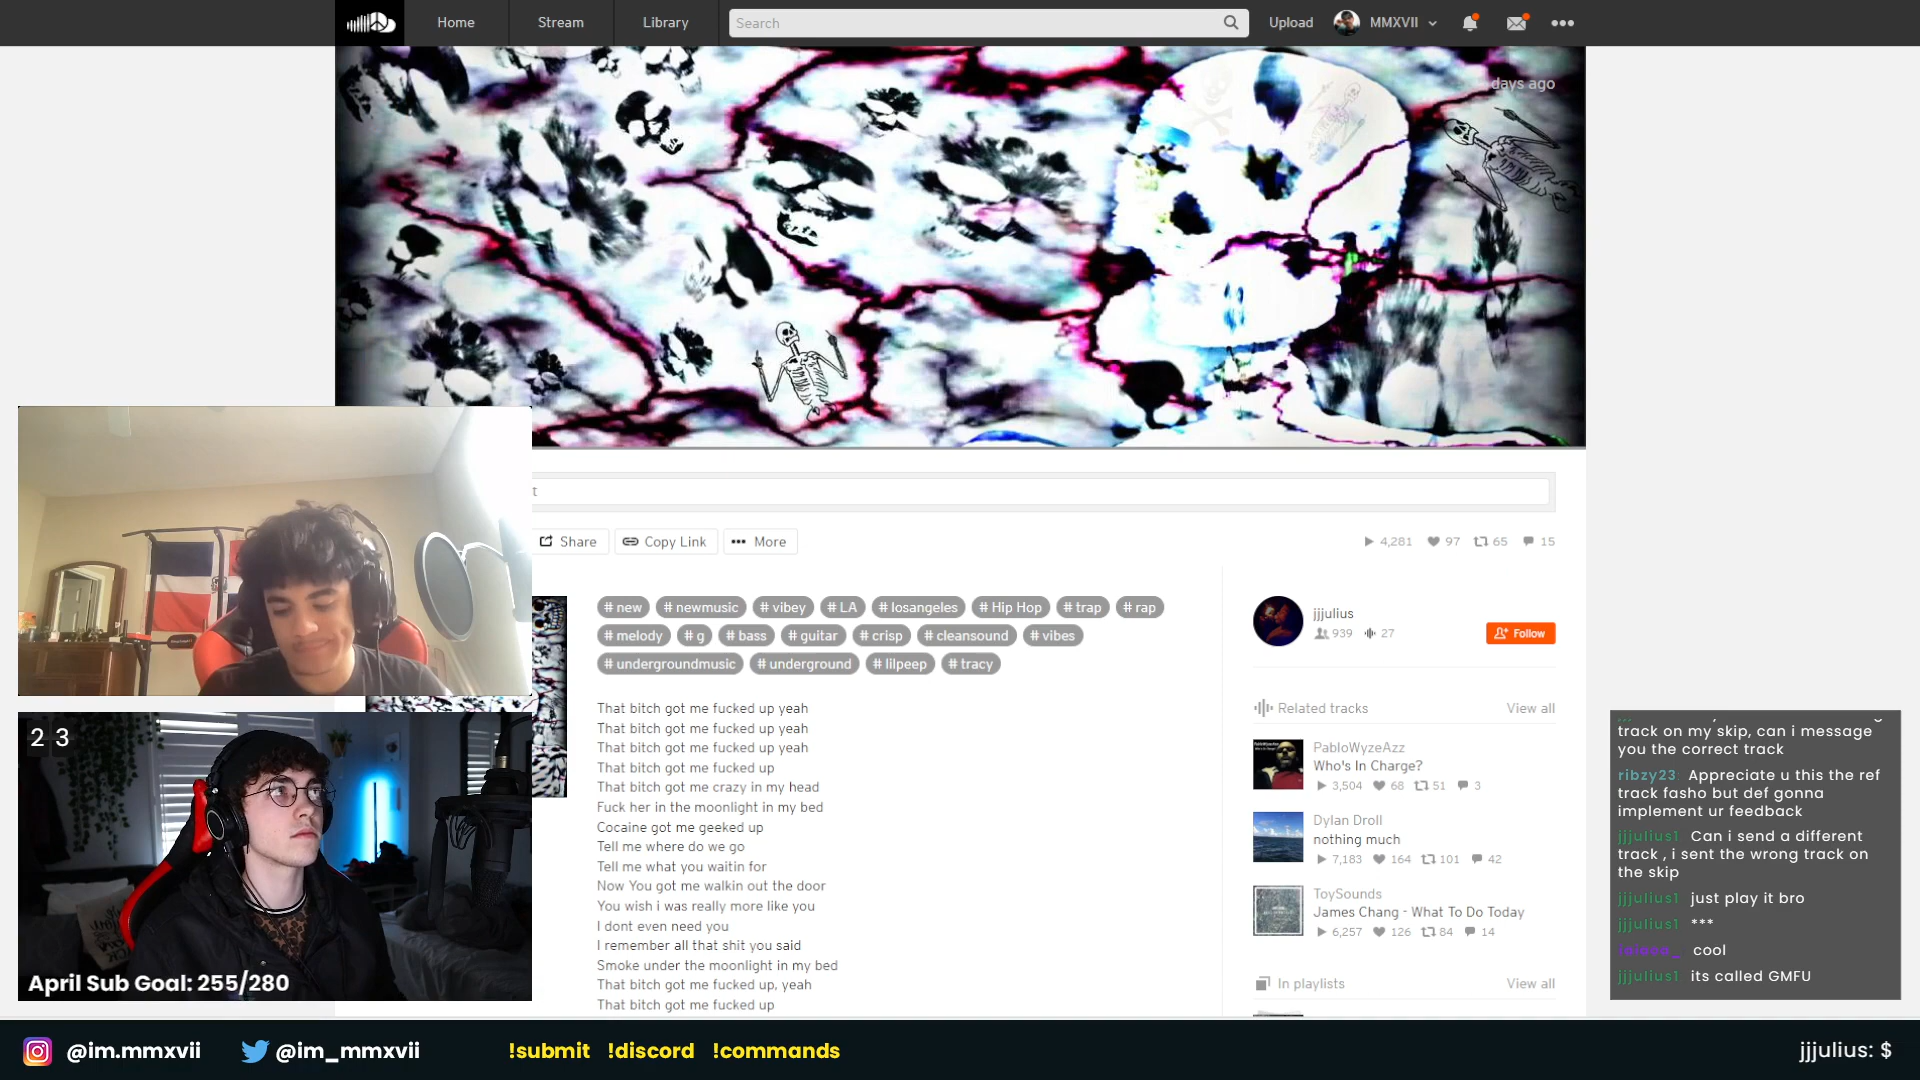 Home
Stream
Library
Search
Upload
MMXVII
days ago
t
Share
Copy Link
More
4,281
97
65
15
# new
# newmusic
# vibey
# LA
# losangeles
# Hip Hop
# trap
# rap
# melody
# g
# bass
# guitar
# crisp
# cleansound
# vibes
# undergroundmusic
# underground
# lilpeep
# tracy
That bitch got me fucked up yeah
That bitch got me fucked up yeah
That bitch got me fucked up yeah
That bitch got me fucked up
That bitch got me crazy in my head
Fuck her in the moonlight in my bed
Cocaine got me geeked up
Tell me where do we go
Tell me what you waitin for
Now You got me walkin out the door
You wish i was really more like you
I dont even need you
I remember all that shit you said
Smoke under the moonlight in my bed
That bitch got me fucked up, yeah
That bitch got me fucked up
jjjulius
939
27
Follow
Related tracks
View all
PabloWyzeAzz
Who's In Charge?
3,504
68
51
3
Dylan Droll
nothing much
7,183
164
101
42
ToySounds
James Chang - What To Do Today
6,257
126
84
14
In playlists
View all
2 3
April Sub Goal: 255/280
track on my skip, can i message
you the correct track
ribzy23: Appreciate u this the ref
track fasho but def gonna
implement ur feedback
jjjulius1 Can i send a different
track , i sent the wrong track on
the skip
jjjulius1 just play it bro
jjjulius1 ***
cool
jjjulius1 its called GMFU
@im.mmxvii
@im_mmxvii
!submit !discord !commands
jjjulius: $